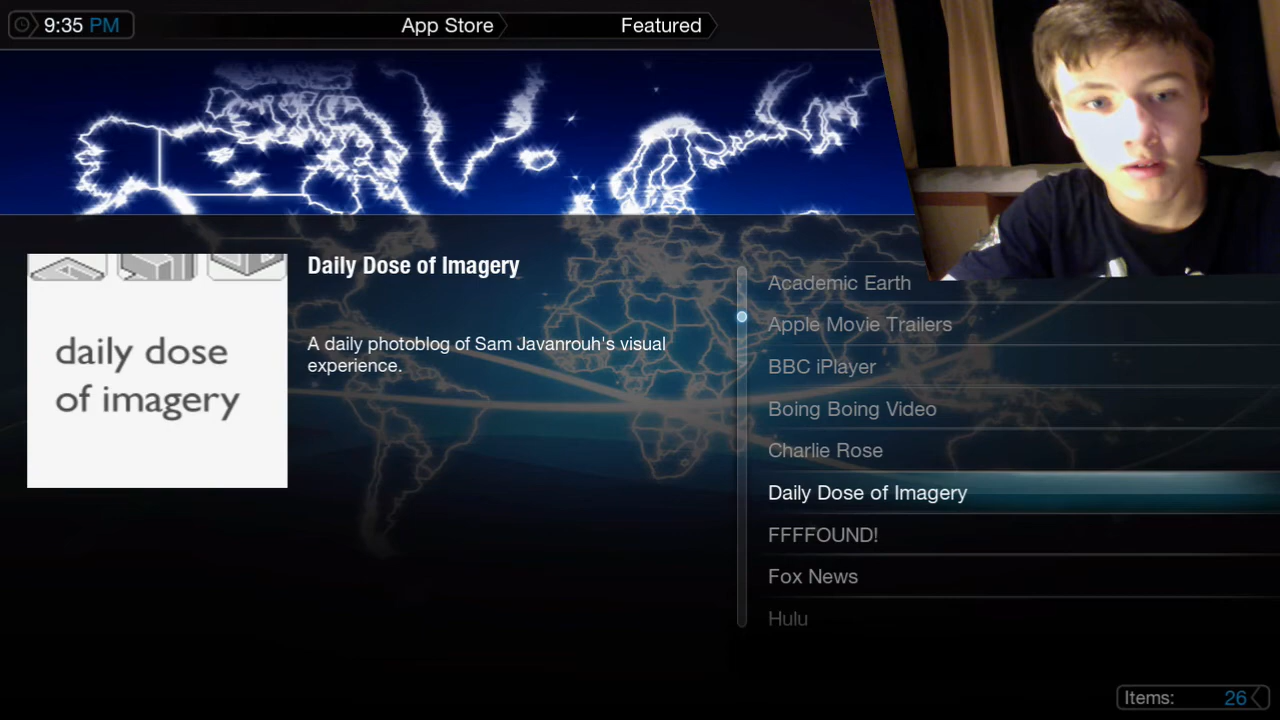 9:35 PM
App Store
Featured
daily dose
of imagery
Daily Dose of Imagery
A daily photoblog of Sam Javanrouh's visual
experience.
Academic Earth
Apple Movie Trailers
BBC iPlayer
Boing Boing Video
Charlie Rose
Daily Dose of Imagery
FFFFOUND!
Fox News
Hulu
Items: 26